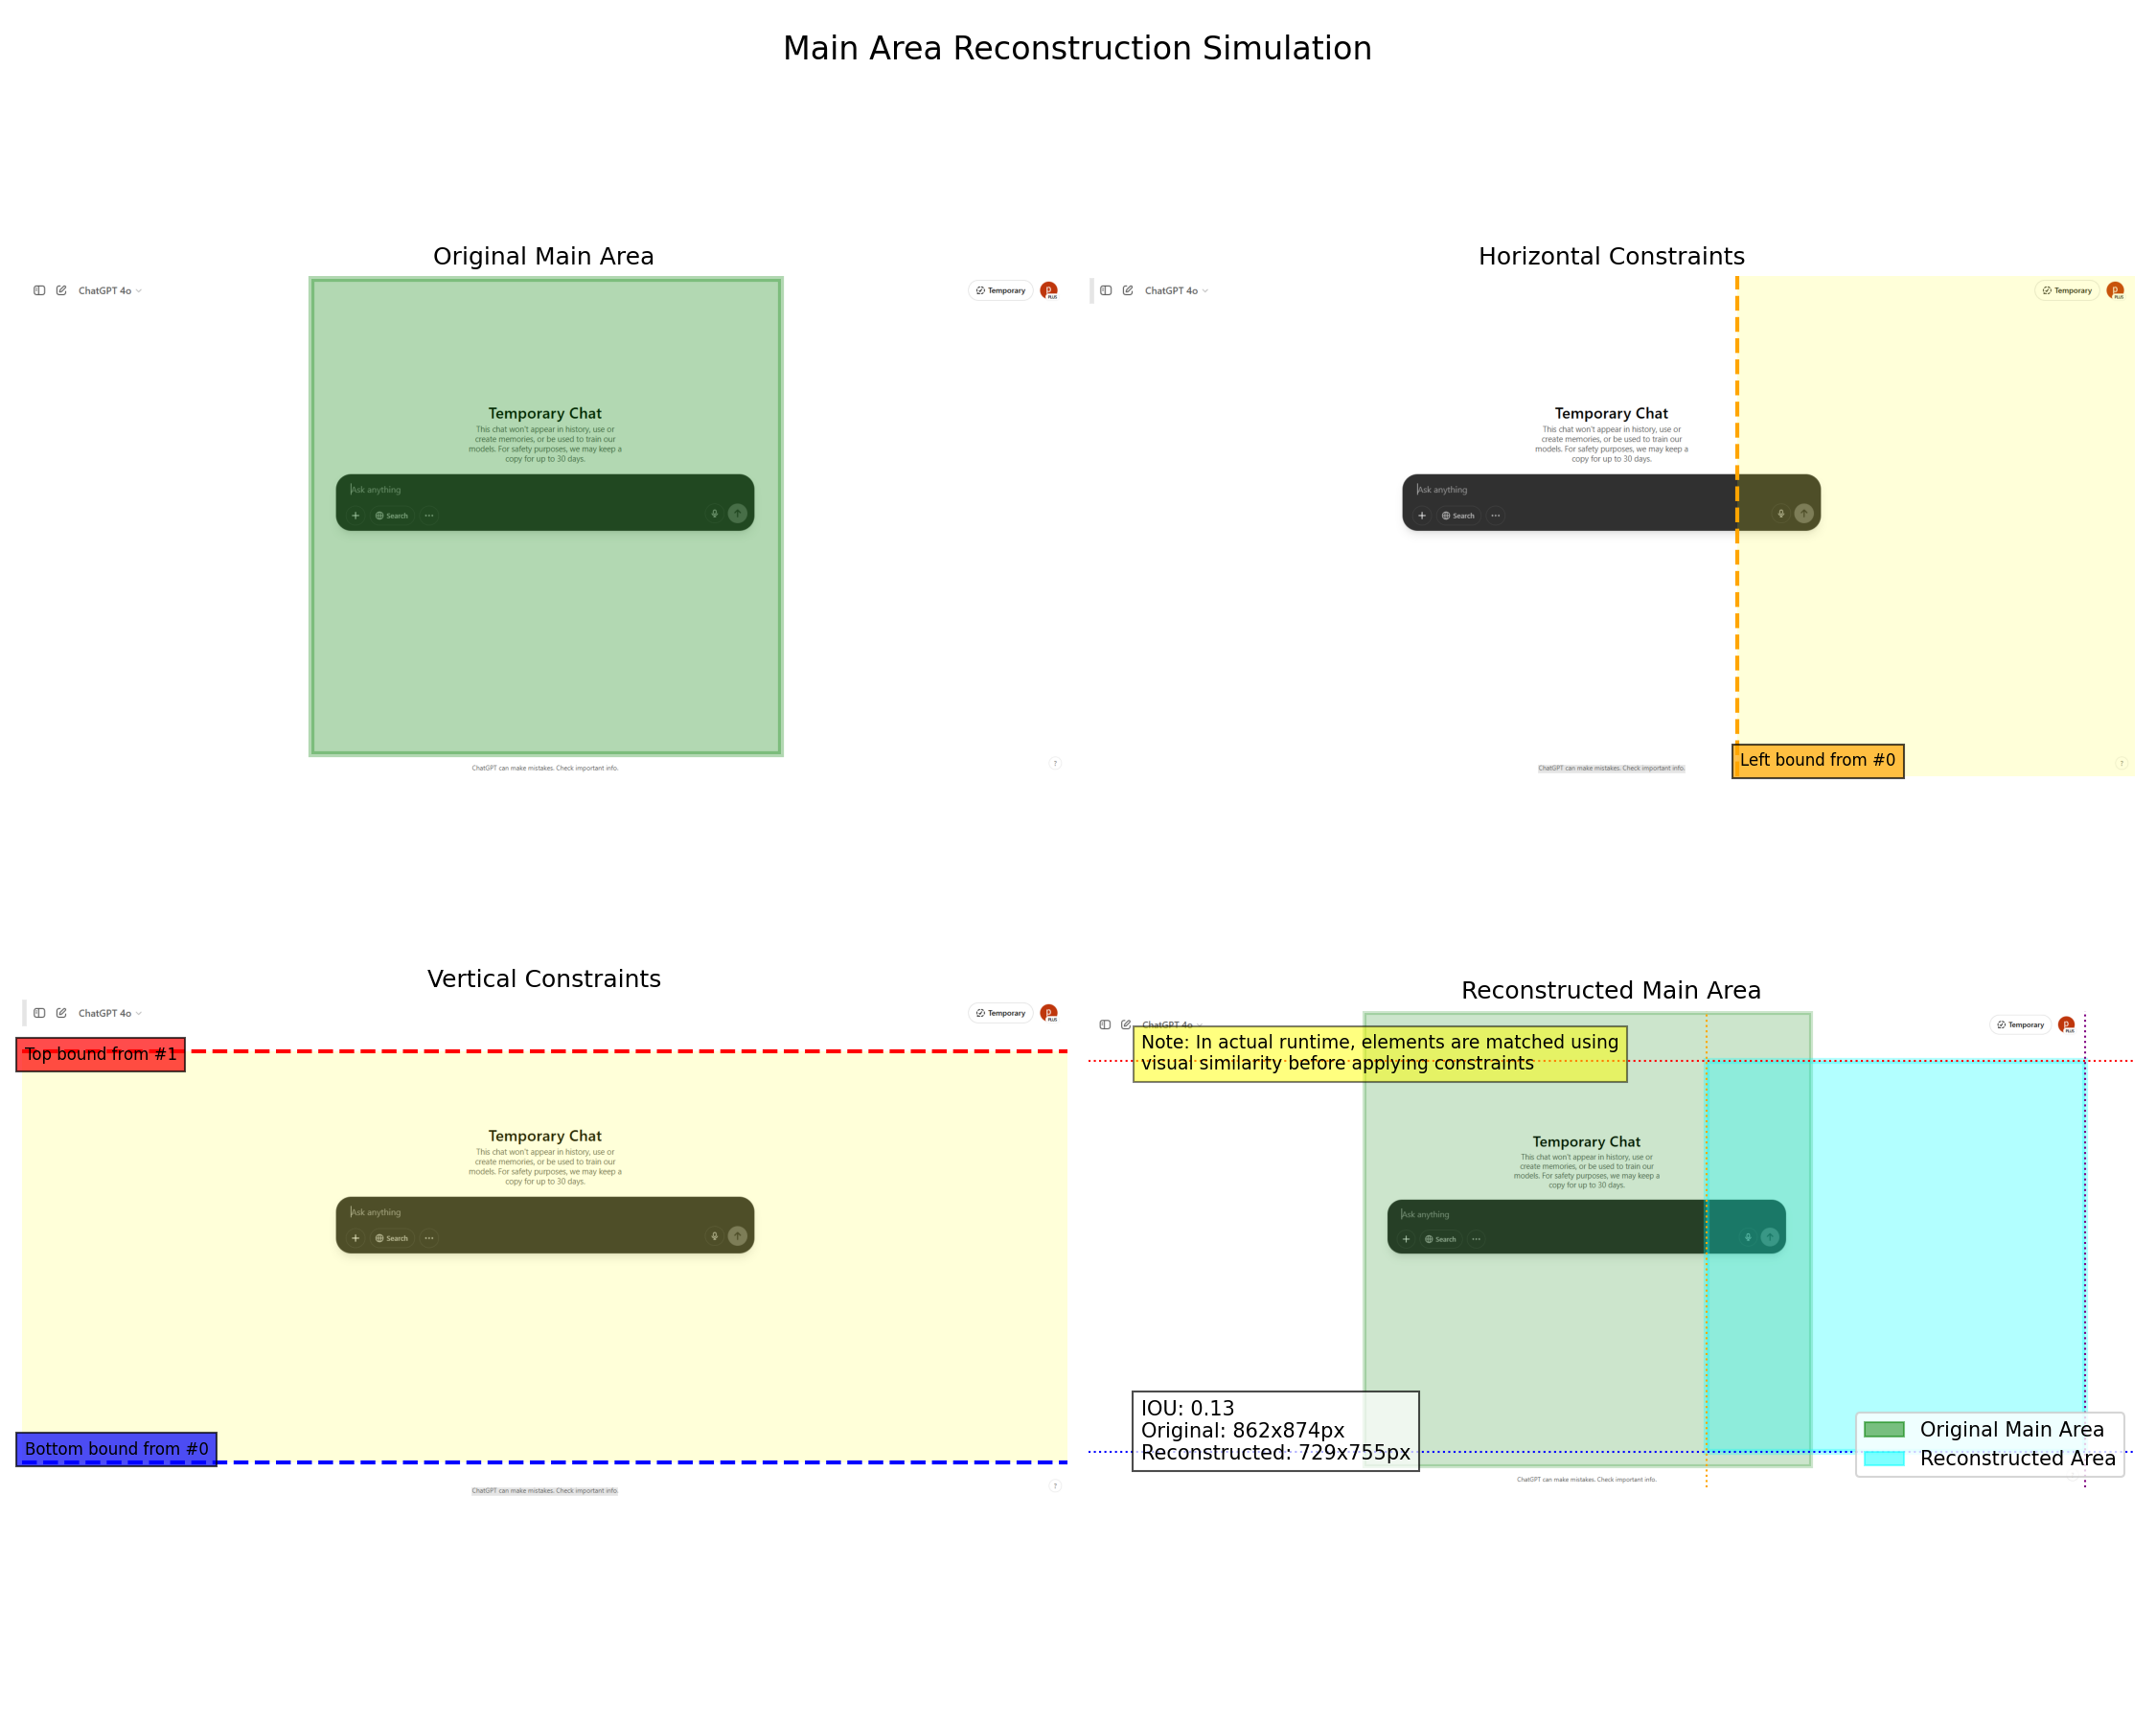 Main Area Reconstruction Simulation
Original Main Area
ChatGPT 4o
Temporary
P
PLUS
Temporary Chat
This chat won't appear in history, use or
create memories, or be used to train our
models. For safety purposes, we may keep a
copy for up to 30 days.
Ask anything
Search
ChatGPT can make mistakes. Check important info.
?
Horizontal Constraints
ChatGPT 4o
Temporary
P
PLUS
Temporary Chat
This chat won't appear in history, use or
create memories, or be used to train our
models. For safety purposes, we may keep a
copy for up to 30 days.
Ask anything
Search
Left bound from #0
ChatGPT can make mistakes. Check important info.
?
Vertical Constraints
ChatGPT 4o
Temporary
P
PLUS
Top bound from #1
Temporary Chat
This chat won't appear in history, use or
create memories, or be used to train our
models. For safety purposes, we may keep a
copy for up to 30 days.
Ask anything
Search
Bottom bound from #0
ChatGPT can make mistakes. Check important info.
?
Reconstructed Main Area
ChatGPT 4o
Temporary
P
PLUS
Note: In actual runtime, elements are matched using
visual similarity before applying constraints
Temporary Chat
This chat won't appear in history, use or
create memories, or be used to train our
models. For safety purposes, we may keep a
copy for up to 30 days.
Ask anything
Search
IOU: 0.13
Original: 862x874px
Reconstructed: 729x755px
Original Main Area
Reconstructed Area
ChatGPT can make mistakes. Check important info.